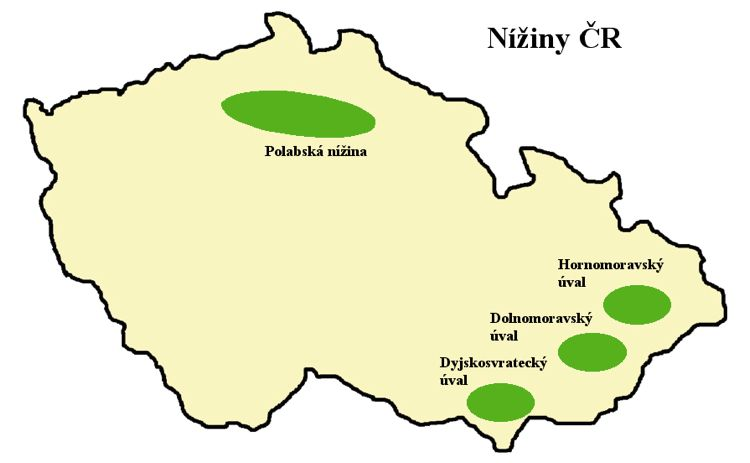 Nížiny ČR
Polabská nížina
Hornomoravský
úval
Dolnomoravský
úval
Dyjskosvratecký
úval